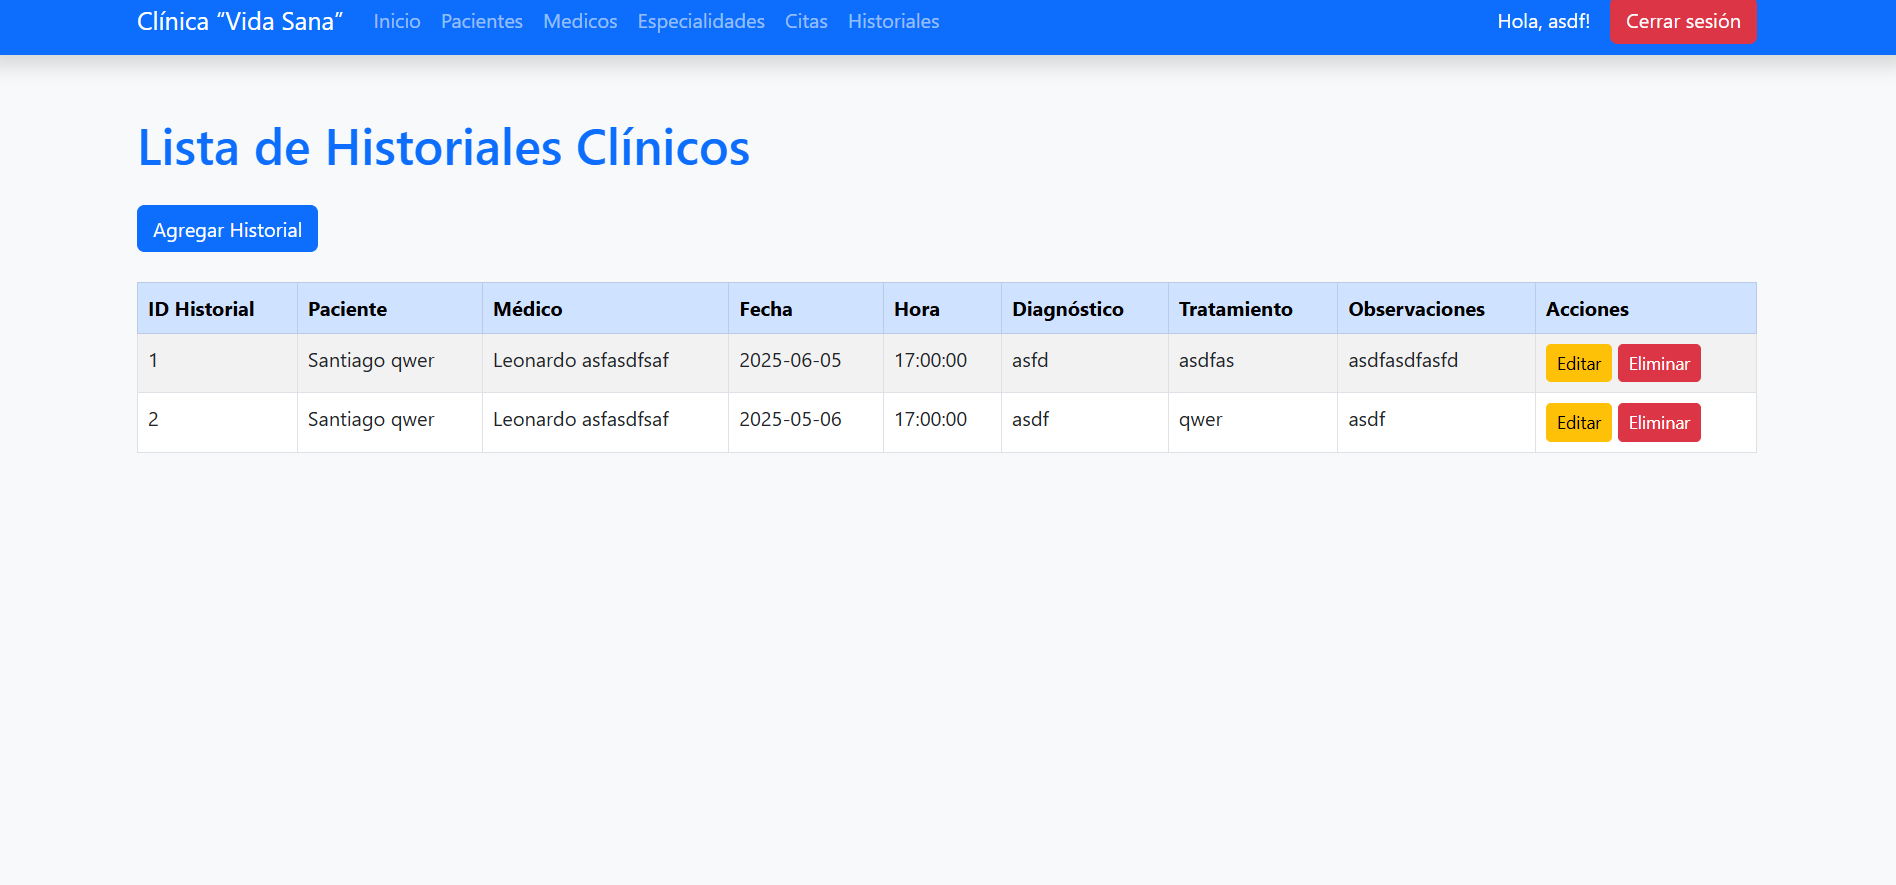 Clínica “Vida Sana” Inicio Pacientes Medicos Especialidades Citas Historiales Hola, asdf! Cerrar sesión
Lista de Historiales Clínicos
Agregar Historial
ID Historial Paciente Médico Fecha Hora Diagnóstico Tratamiento Observaciones Acciones
1 Santiago qwer Leonardo asfasdfsaf 2025-06-05 17:00:00 asfd asdfas asdfasdfasfd Editar Eliminar
2 Santiago qwer Leonardo asfasdfsaf 2025-05-06 17:00:00 asdf qwer asdf Editar Eliminar